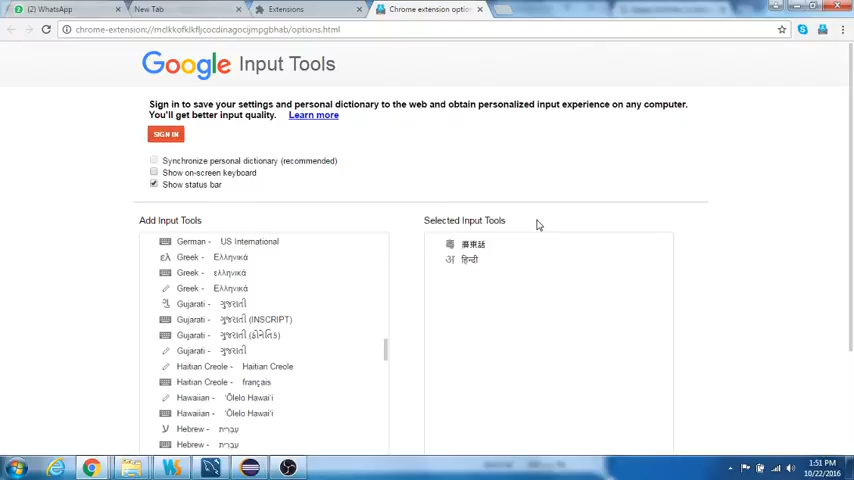 (2) WhatsApp
New Tab
Extensions
Chrome extension optio
chrome-extension://mclkkofklkfljcocdinagocijmpgbhab/options.html
Google Input Tools
Sign in to save your settings and personal dictionary to the web and obtain personalized input experience on any computer.
You'll get better input quality. Learn more
SIGN IN
Synchronize personal dictionary (recommended)
Show on-screen keyboard
Show status bar
Add Input Tools
Selected Input Tools
German - US International
Greek - Ελληνικά
Greek - ελληνικά
Greek - Ελληνικά
Gujarati - ગુજરાતી
Gujarati - ગુજરાતી (INSCRIPT)
Gujarati - ગુજરાતી (ફોનેતિક)
Gujarati - ગુજરાતી
Haitian Creole - Haitian Creole
Haitian Creole - français
Hawaiian - ʻŌlelo Hawaiʻi
Hawaiian - ʻŌlelo Hawaiʻi
Hebrew - עברית
Hebrew - עברית
粵 廣東話
अ हिन्दी
1:51 PM
10/22/2016